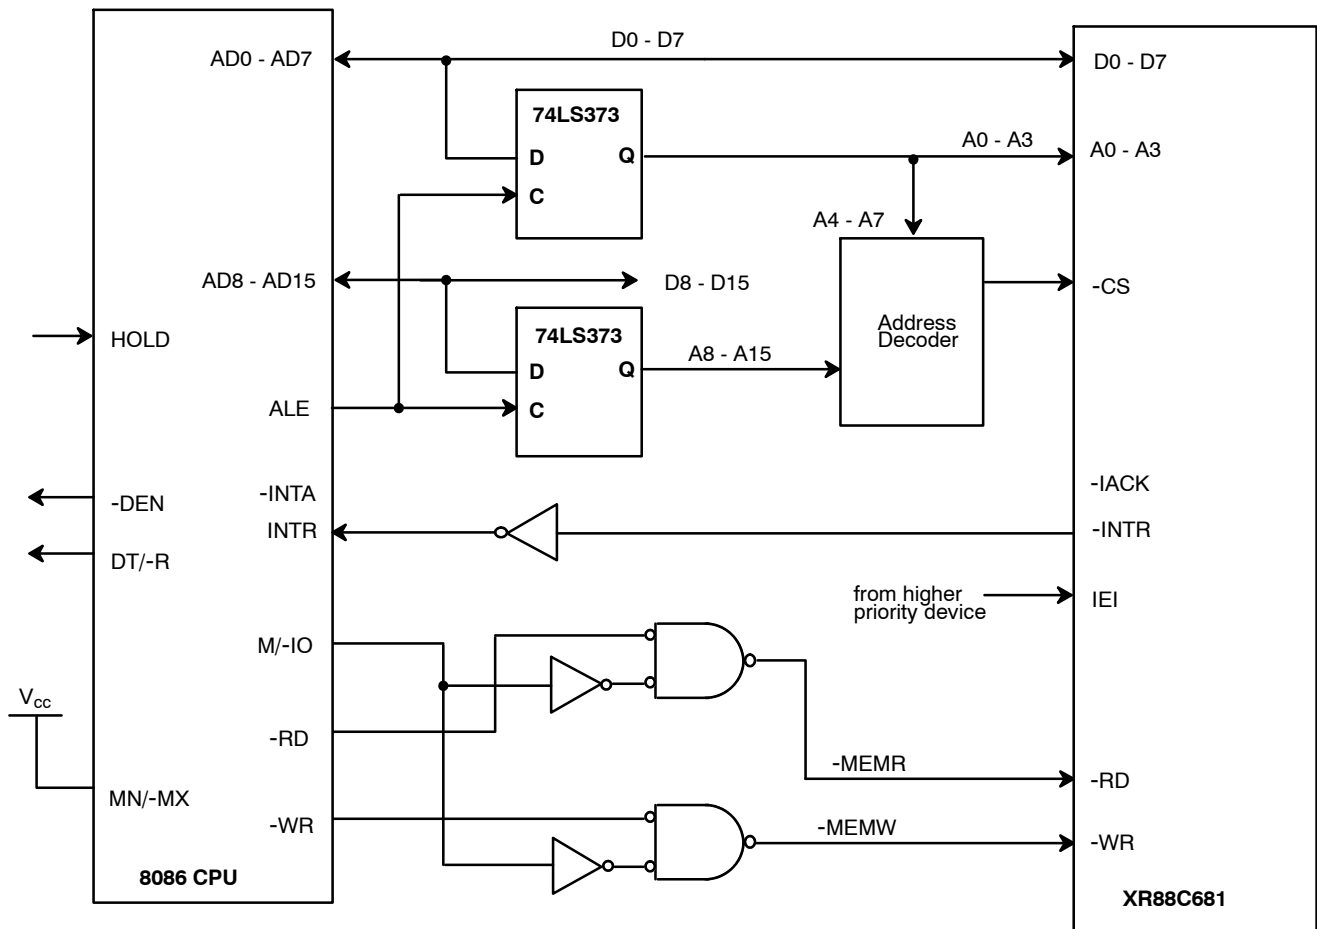 D0 - D7
AD0 - AD7
D0 - D7
74LS373
D
Q
C
A0 - A3
A0 - A3
A4 - A7
AD8 - AD15
D8 - D15
-CS
HOLD
74LS373
D
Q
C
A8 - A15
Address
Decoder
ALE
-DEN
-INTA
-IACK
INTR
-INTR
DT/-R
from higher
priority device
IEI
M/-IO
Vcc
-RD
-MEMR
-RD
MN/-MX
-WR
-MEMW
-WR
8086 CPU
XR88C681